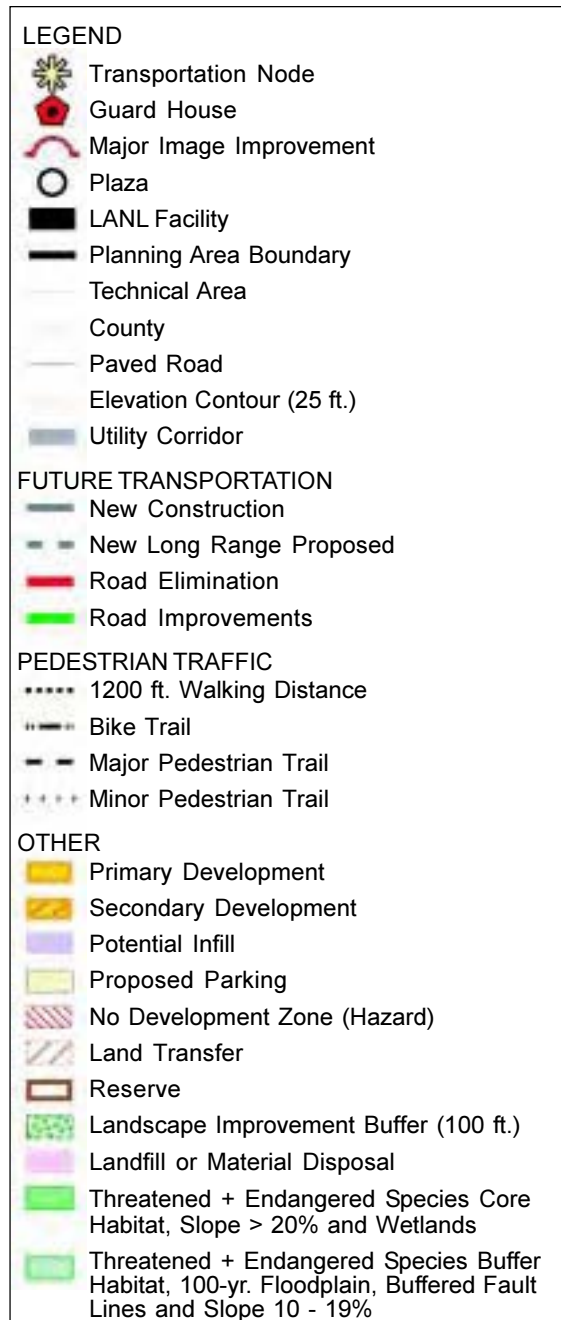 LEGEND
Transportation Node
Guard House
Major Image Improvement
Plaza
LANL Facility
Planning Area Boundary
Technical Area
County
Paved Road
Elevation Contour (25 ft.)
Utility Corridor
FUTURE TRANSPORTATION
New Construction
New Long Range Proposed
Road Elimination
Road Improvements
PEDESTRIAN TRAFFIC
1200 ft. Walking Distance
Bike Trail
Major Pedestrian Trail
Minor Pedestrian Trail
OTHER
Primary Development
Secondary Development
Potential Infill
Proposed Parking
No Development Zone (Hazard)
Land Transfer
Reserve
Landscape Improvement Buffer (100 ft.)
Landfill or Material Disposal
Threatened + Endangered Species Core
Habitat, Slope > 20% and Wetlands
Threatened + Endangered Species Buffer
Habitat, 100-yr. Floodplain, Buffered Fault
Lines and Slope 10 - 19%